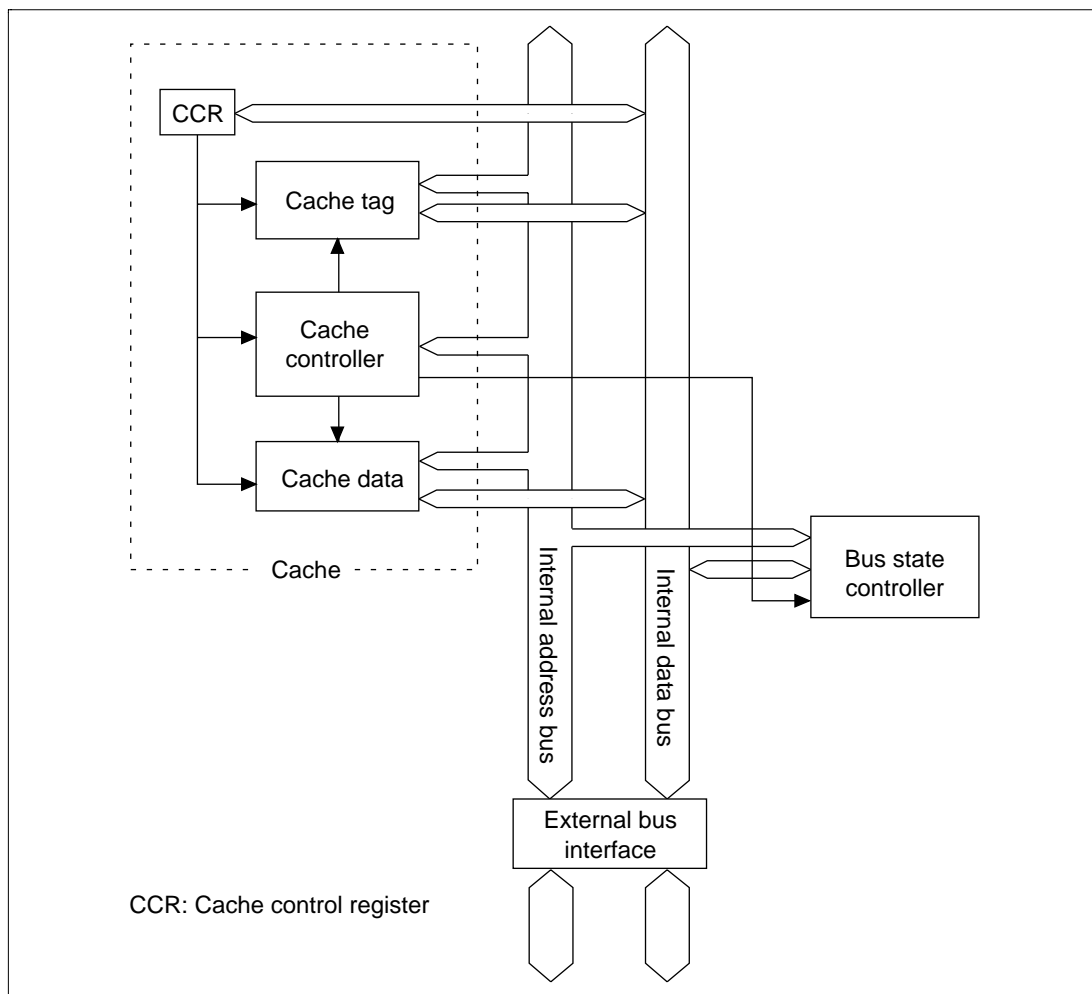 CCR
Cache tag
Cache
controller
Cache data
Cache
Internal address bus
Internal data bus
Bus state
controller
External bus
interface
CCR: Cache control register